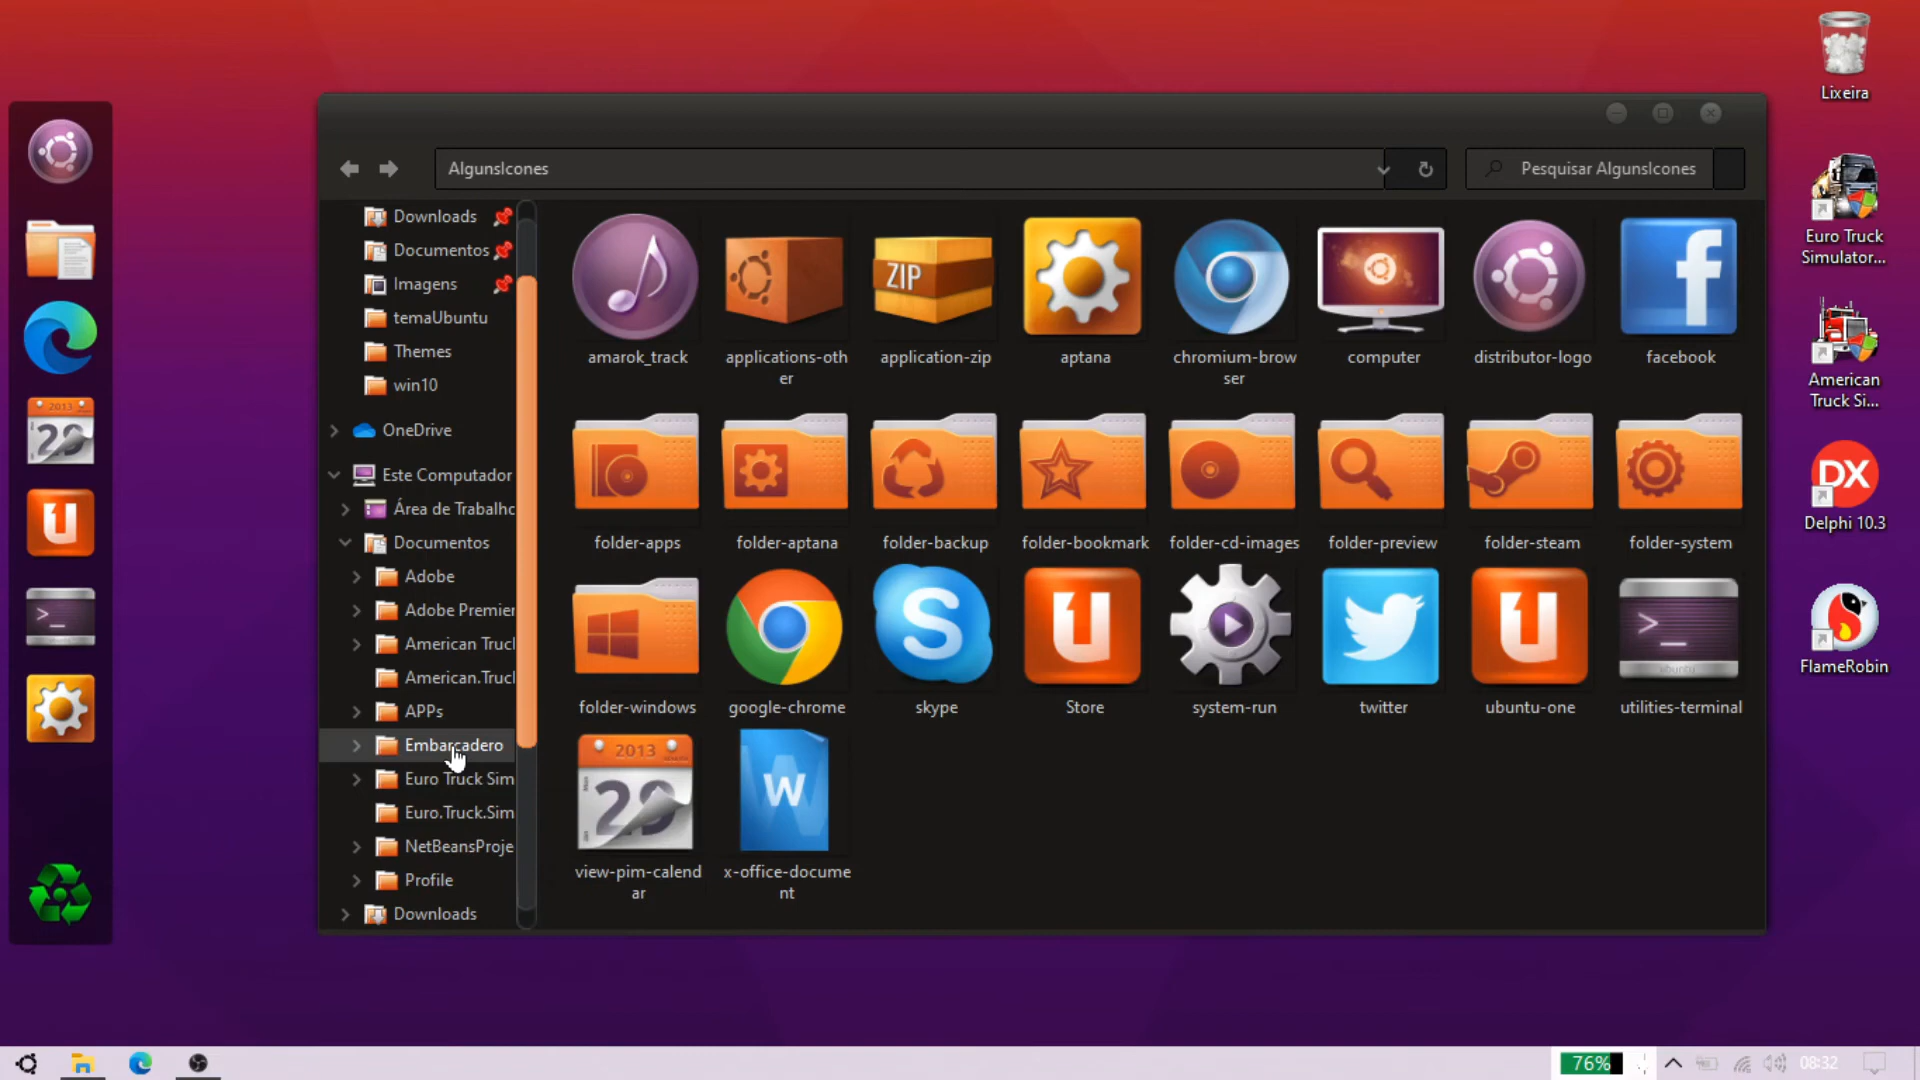 Lixeira
AlgunsIcones
Pesquisar AlgunsIcones
Downloads
Documentos
Imagens
temaUbuntu
Themes
win10
OneDrive
Este Computador
Área de Trabalho
Documentos
Adobe
Adobe Premier
American Truck
American.Truck
APPs
Embarcadero
Euro Truck Sim
Euro.Truck.Sim
NetBeansProje
Profile
Downloads
ZIP
amarok_track
applications-oth
er
application-zip
aptana
chromium-brow
ser
computer
distributor-logo
facebook
folder-apps
folder-aptana
folder-backup
folder-bookmark
folder-cd-images
folder-preview
folder-steam
folder-system
folder-windows
google-chrome
skype
Store
system-run
twitter
ubuntu-one
ubuntu
utilities-terminal
2013
29
view-pim-calend
ar
W
x-office-docume
nt
2013
29
Euro Truck
Simulator...
American
Truck Si...
DX
Delphi 10.3
FlameRobin
76%
08:32